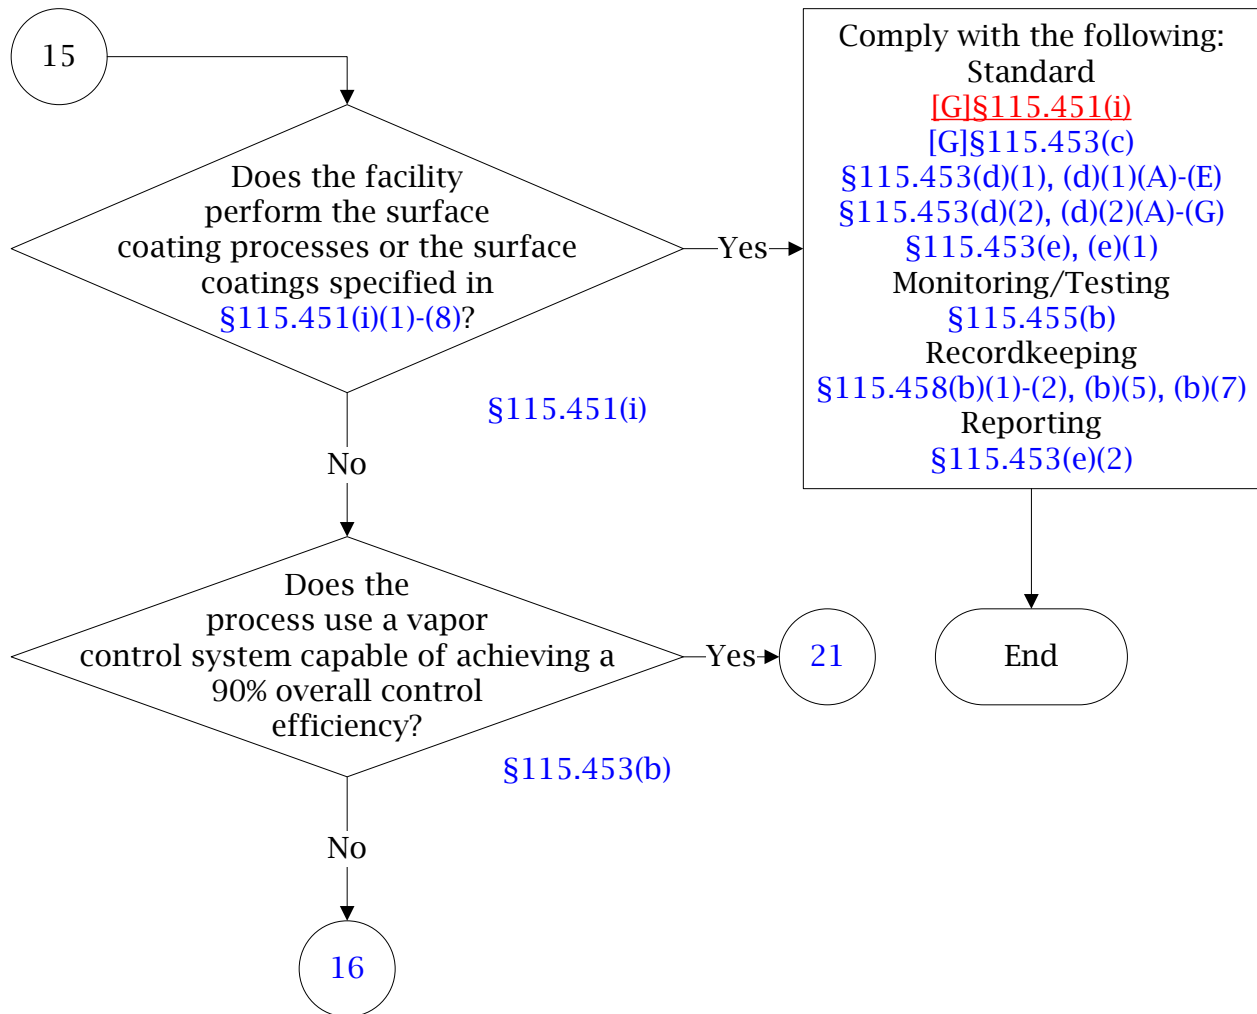 15
Does the facility
perform the surface
coating processes or the surface
coatings specified in
§115.451(i)(1)-(8)?
Yes
Comply with the following:
Standard
[G]§115.451(i)
[G]§115.453(c)
§115.453(d)(1), (d)(1)(A)-(E)
§115.453(d)(2), (d)(2)(A)-(G)
§115.453(e), (e)(1)
Monitoring/Testing
§115.455(b)
Recordkeeping
§115.458(b)(1)-(2), (b)(5), (b)(7)
Reporting
§115.453(e)(2)
§115.451(i)
No
Does the
process use a vapor
control system capable of achieving a
90% overall control
efficiency?
Yes
21
End
§115.453(b)
No
16